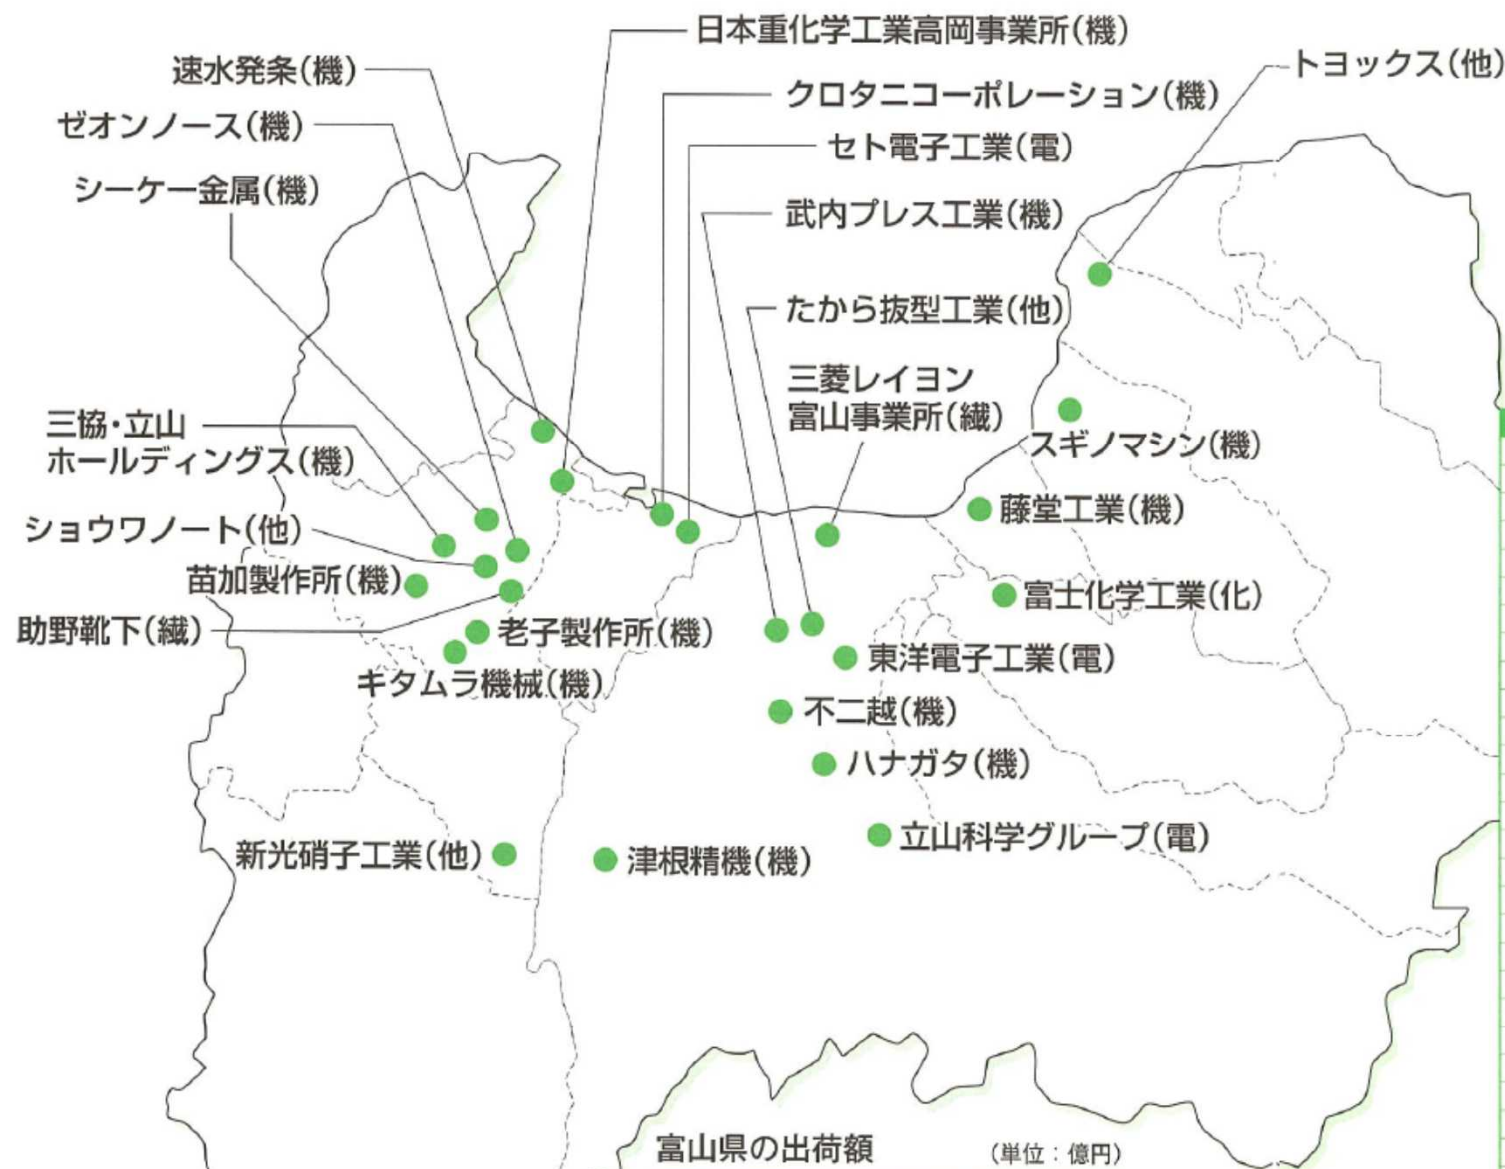 日本重化学工業高岡事業所(機)
トヨックス(他)
速水発条(機)
クロタニコーポレーション(機)
ゼオンノース(機)
セト電子工業(電)
シーケー金属(機)
武内プレス工業(機)
たから抜型工業(他)
三菱レイヨン
富山事業所(繊)
三協・立山
ホールディングス(機)
スギノマシン(機)
藤堂工業(機)
ショウワノート(他)
苗加製作所(機)
富士化学工業(化)
助野靴下(繊)
老子製作所(機)
東洋電子工業(電)
キタムラ機械(機)
不二越(機)
ハナガタ(機)
立山科学グループ(電)
新光硝子工業(他)
津根精機(機)
富山県の出荷額
(単位:億円)